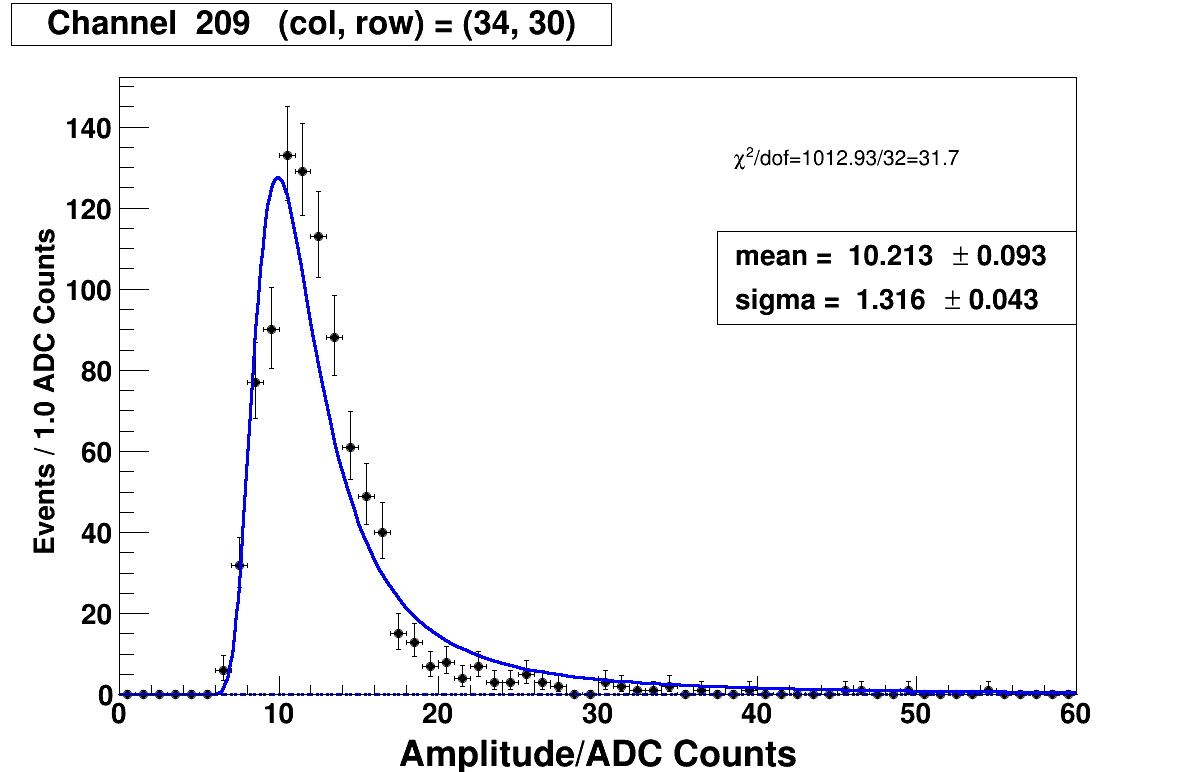 Channel 209 (col, row) = (34, 30)
χ²/dof=1012.93/32=31.7
mean = 10.213 ± 0.093
sigma = 1.316 ± 0.043
Events / 1.0 ADC Counts
140
120
100
80
60
40
20
0
0 10 20 30 40 50 60
Amplitude/ADC Counts